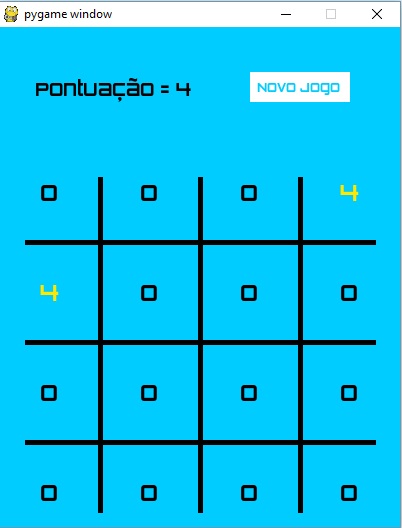 pygame window
Pontuação = 4
Novo Jogo
0 0 0 4
4 0 0 0
0 0 0 0
0 0 0 0